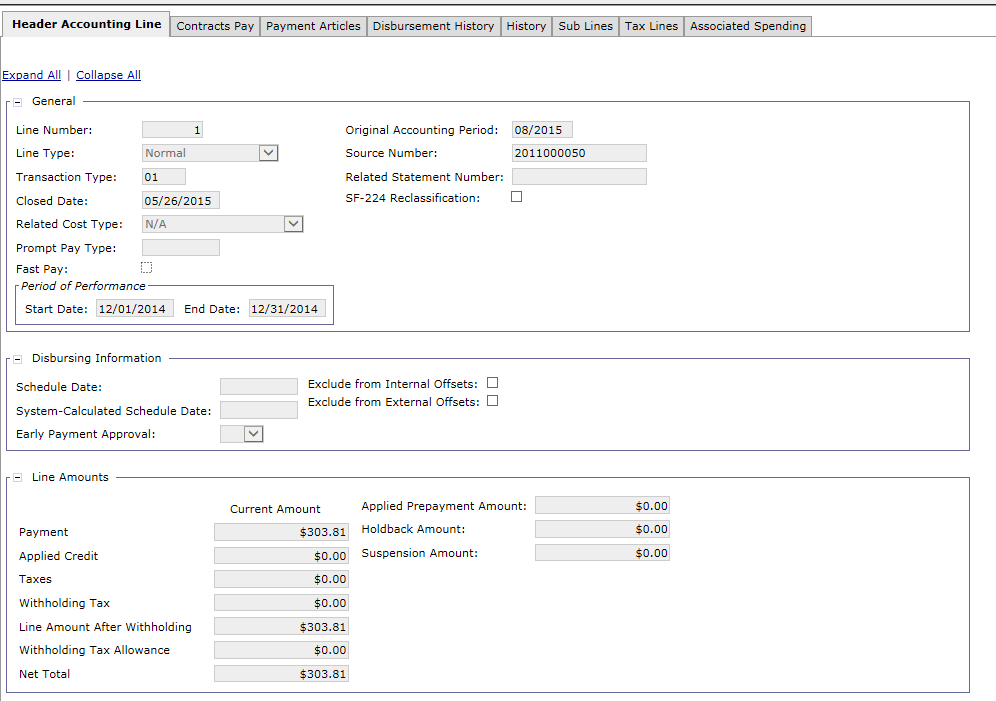 Header Accounting Line Contracts Pay Payment Articles Disbursement History History Sub Lines Tax Lines Associated Spending
Expand All | Collapse All
General
Line Number: 1 Original Accounting Period: 08/2015
Line Type: Normal Source Number: 2011000050
Transaction Type: 01 Related Statement Number:
Closed Date: 05/26/2015 SF-224 Reclassification:
Related Cost Type: N/A
Prompt Pay Type:
Fast Pay:
Period of Performance
Start Date: 12/01/2014 End Date: 12/31/2014
Disbursing Information
Schedule Date: Exclude from Internal Offsets:
System-Calculated Schedule Date: Exclude from External Offsets:
Early Payment Approval:
Line Amounts
Current Amount Applied Prepayment Amount: $0.00
Payment $303.81 Holdback Amount: $0.00
Applied Credit $0.00 Suspension Amount: $0.00
Taxes $0.00
Withholding Tax $0.00
Line Amount After Withholding $303.81
Withholding Tax Allowance $0.00
Net Total $303.81